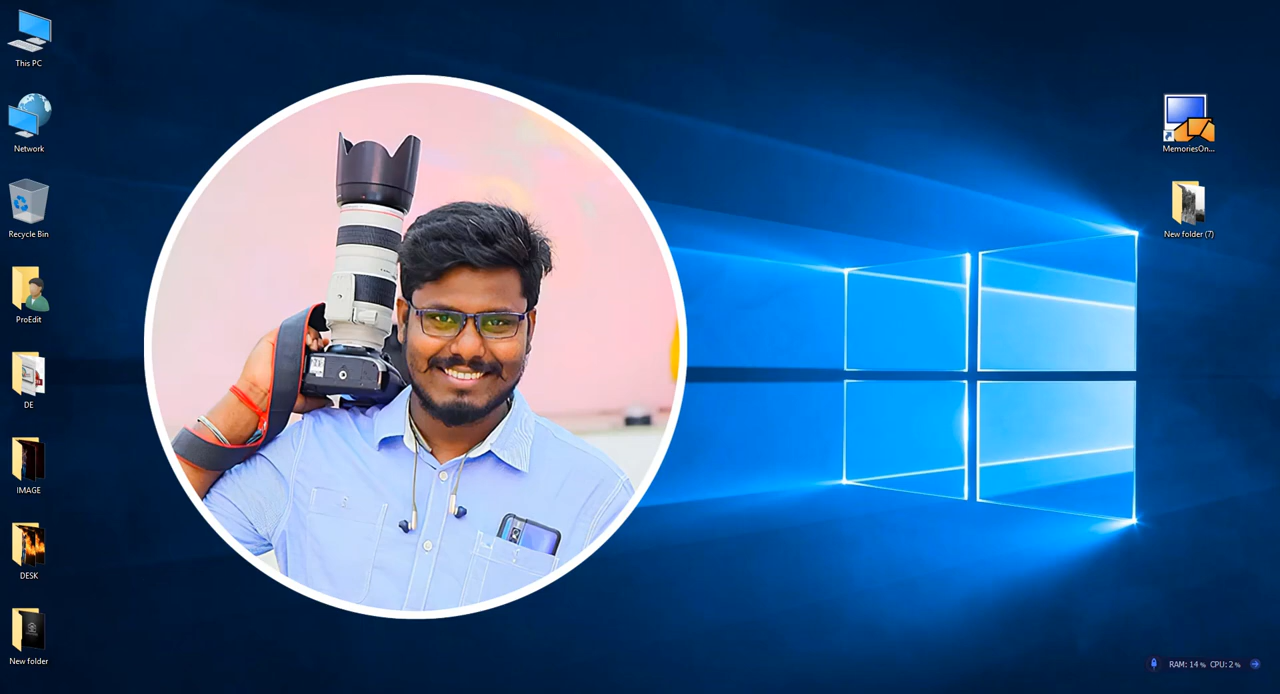 This PC
Network
Recycle Bin
ProEdit
DE
IMAGE
DESK
New folder
MemoriesOn...
New folder (7)
RAM: 14% CPU: 2%